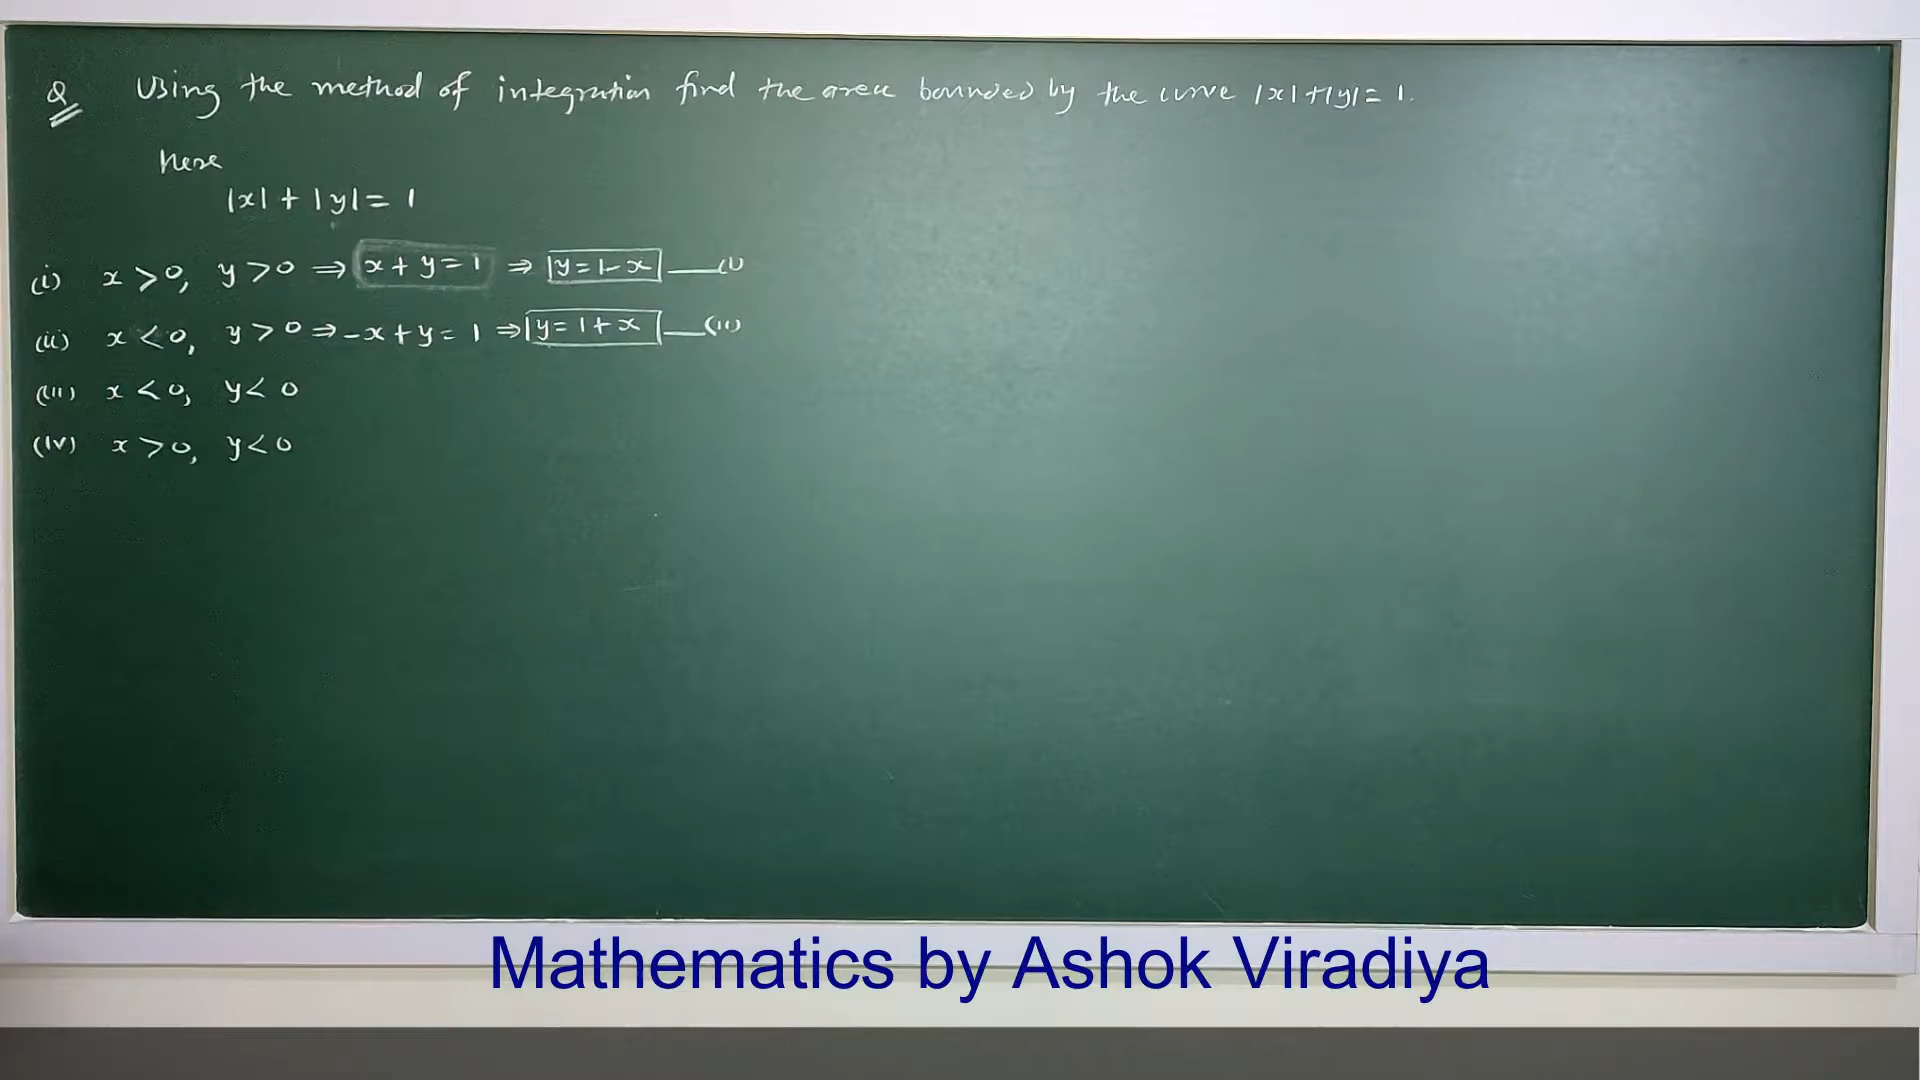 Q Using the method of integration find the area bounded by the curve |x|+|y|= 1.
Here
|x| + |y| = 1
(i) x > 0, y > 0 ⇒ x + y = 1 ⇒ y = 1 - x ——(i)
(ii) x < 0, y > 0 ⇒ -x + y = 1 ⇒ y = 1 + x ——(ii)
(iii) x < 0, y < 0
(iv) x > 0, y < 0
Mathematics by Ashok Viradiya